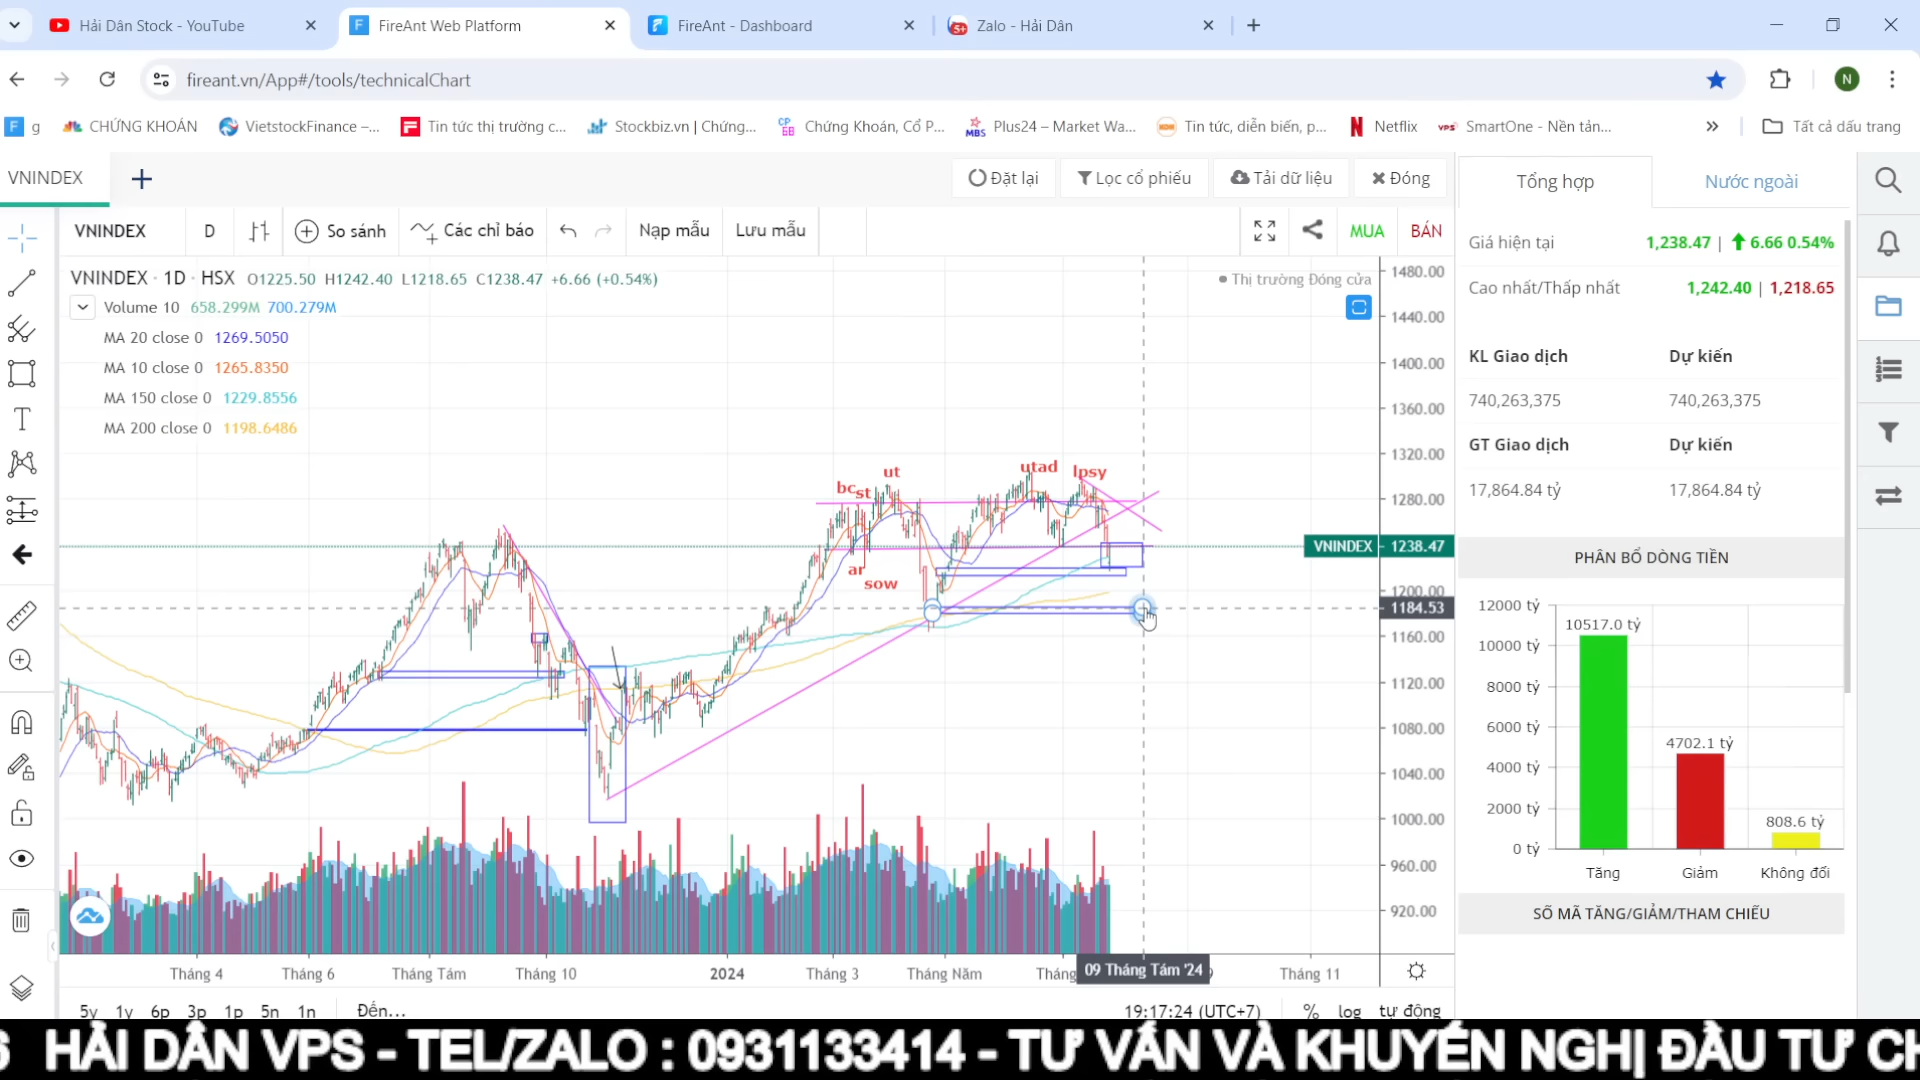 Hải Dân Stock - YouTube
FireAnt Web Platform
FireAnt - Dashboard
Zalo - Hải Dân
fireant.vn/App#/tools/technicalChart
N
g
CHỨNG KHOÁN
VietstockFinance –...
Tin tức thị trường c...
Stockbiz.vn | Chứng...
Chứng Khoán, Cổ P...
Plus24 – Market Wa...
Tin tức, diễn biến, p...
Netflix
SmartOne - Nền tản...
Tất cả dấu trang
VNINDEX
Đặt lại
Lọc cổ phiếu
Tải dữ liệu
Đóng
VNINDEX
D
So sánh
Các chỉ báo
Nạp mẫu
Lưu mẫu
MUA
BÁN
VNINDEX · 1D · HSX O1225.50 H1242.40 L1218.65 C1238.47 +6.66 (+0.54%)
Thị trường Đóng cửa
Volume 10 658.299M 700.279M
MA 20 close 0 1269.5050
MA 10 close 0 1265.8350
MA 150 close 0 1229.8556
MA 200 close 0 1198.6486
bc
st
ut
utad
lpsy
ar
sow
1480.00
1440.00
1400.00
1360.00
1320.00
1280.00
VNINDEX 1238.47
1200.00
1184.53
1160.00
1120.00
1080.00
1040.00
1000.00
960.00
920.00
Tháng 4
Tháng 6
Tháng Tám
Tháng 10
2024
Tháng 3
Tháng Năm
Tháng
09 Tháng Tám '24
Tháng 11
5y 1y 6p 3p 1p 5n 1n
Đến...
19:17:24 (UTC+7)
% log tự động
Tổng hợp
Nước ngoài
Giá hiện tại
1,238.47 | 6.66 0.54%
Cao nhất/Thấp nhất
1,242.40 | 1,218.65
KL Giao dịch
Dự kiến
740,263,375
740,263,375
GT Giao dịch
Dự kiến
17,864.84 tỷ
17,864.84 tỷ
PHÂN BỔ DÒNG TIỀN
12000 tỷ
10000 tỷ
8000 tỷ
6000 tỷ
4000 tỷ
2000 tỷ
0 tỷ
10517.0 tỷ
4702.1 tỷ
808.6 tỷ
Tăng
Giảm
Không đổi
SỐ MÃ TĂNG/GIẢM/THAM CHIẾU
6 HẢI DÂN VPS - TEL/ZALO : 0931133414 - TƯ VẤN VÀ KHUYẾN NGHỊ ĐẦU TƯ C